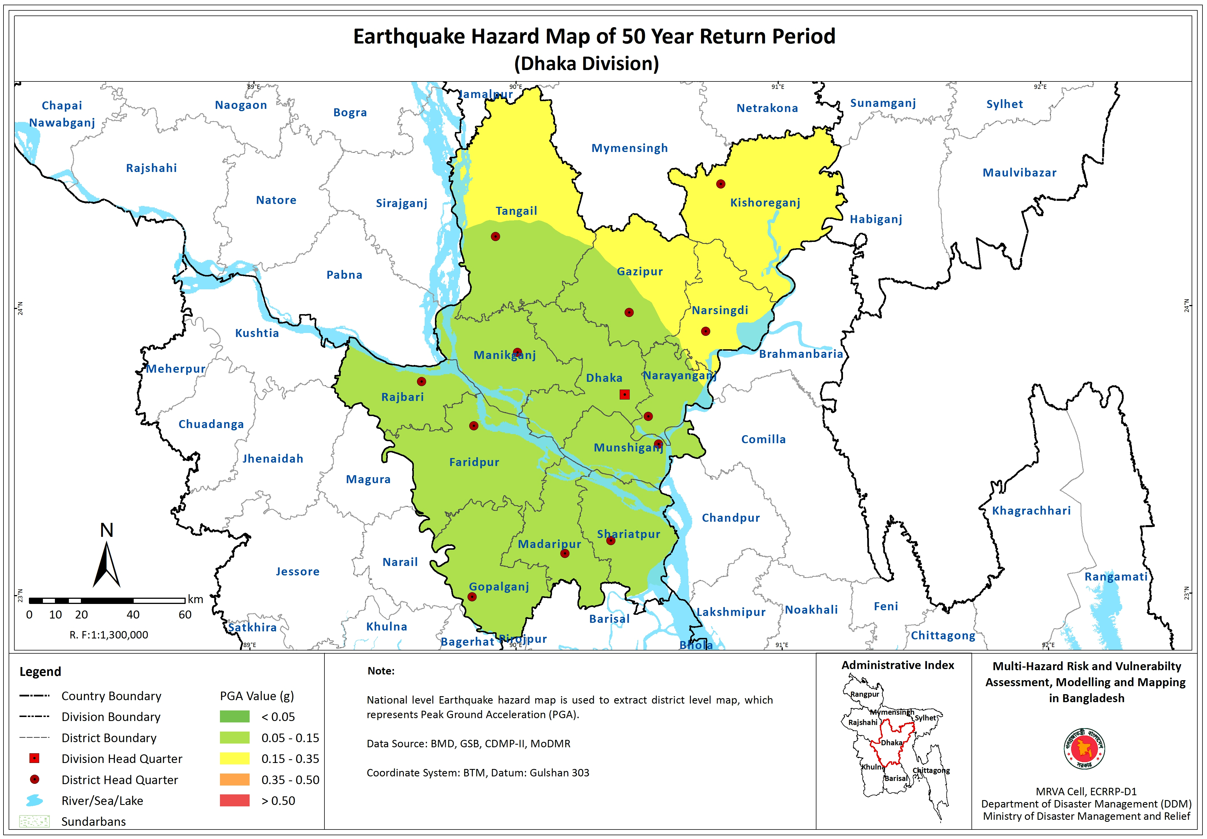 Earthquake Hazard Map of 50 Year Return Period
(Dhaka Division)
89°E
90°E
91°E
92°E
Chapai
Nawabganj
Naogaon
Bogra
Jamalpur
Netrakona
Sunamganj
Sylhet
Rajshahi
Mymensingh
Maulvibazar
Natore
Sirajganj
Tangail
Kishoreganj
Habiganj
Pabna
Gazipur
24°N
24°N
Kushtia
Narsingdi
Meherpur
Manikganj
Brahmanbaria
Dhaka
Narayanganj
Rajbari
Chuadanga
Comilla
Munshiganj
Jhenaidah
Faridpur
Magura
Chandpur
Khagrachhari
Shariatpur
Madaripur
Narail
Jessore
Gopalganj
Rangamati
23°N
23°N
Lakshmipur
Noakhali
Feni
Barisal
Satkhira
Khulna
Chittagong
Bagerhat
Pirojpur
Bhola
89°E
90°E
91°E
92°E
N
0 10 20 40 60 km
R. F:1:1,300,000
Legend
Country Boundary
Division Boundary
District Boundary
Division Head Quarter
District Head Quarter
River/Sea/Lake
Sundarbans
PGA Value (g)
< 0.05
0.05 - 0.15
0.15 - 0.35
0.35 - 0.50
> 0.50
Note:
National level Earthquake hazard map is used to extract district level map, which
represents Peak Ground Acceleration (PGA).
Data Source: BMD, GSB, CDMP-II, MoDMR
Coordinate System: BTM, Datum: Gulshan 303
Administrative Index
Rangpur
Mymensingh
Rajshahi
Sylhet
Dhaka
Khulna
Barisal
Chittagong
Multi-Hazard Risk and Vulnerabilty
Assessment, Modelling and Mapping
in Bangladesh
MRVA Cell, ECRRP-D1
Department of Disaster Management (DDM)
Ministry of Disaster Management and Relief